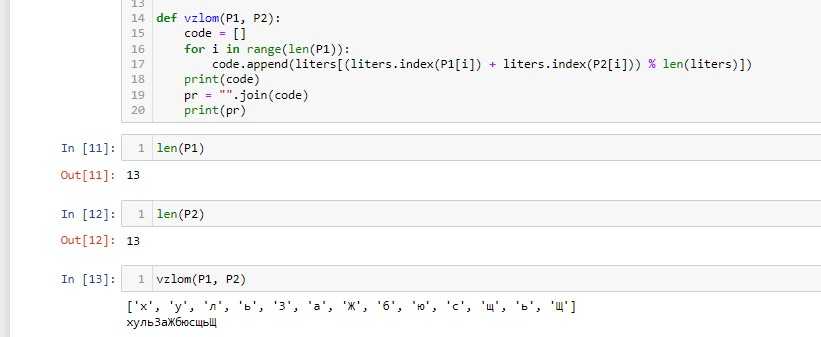 13
14 def vzlom(P1, P2):
15     code = []
16     for i in range(len(P1)):
17         code.append(liters[(liters.index(P1[i]) + liters.index(P2[i])) % len(liters)])
18     print(code)
19     pr = "".join(code)
20     print(pr)
In [11]: 1 len(P1)
Out[11]: 13
In [12]: 1 len(P2)
Out[12]: 13
In [13]: 1 vzlom(P1, P2)
['х', 'у', 'л', 'ь', 'З', 'а', 'Ж', 'б', 'ю', 'с', 'щ', 'ь', 'Щ']
хульЗаЖбюсщьЩ